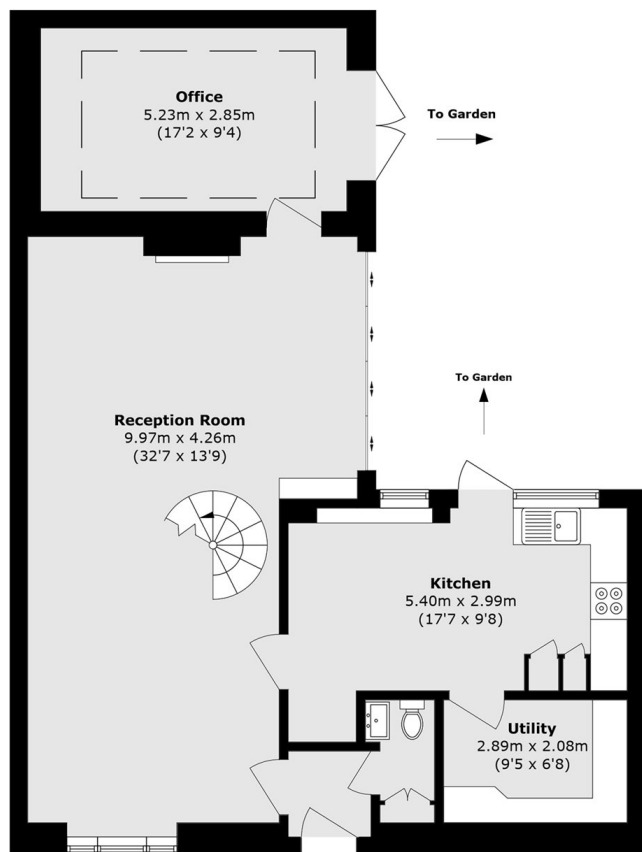 Office
5.23m x 2.85m
(17'2 x 9'4)
To Garden
To Garden
Reception Room
9.97m x 4.26m
(32'7 x 13'9)
Kitchen
5.40m x 2.99m
(17'7 x 9'8)
Utility
2.89m x 2.08m
(9'5 x 6'8)